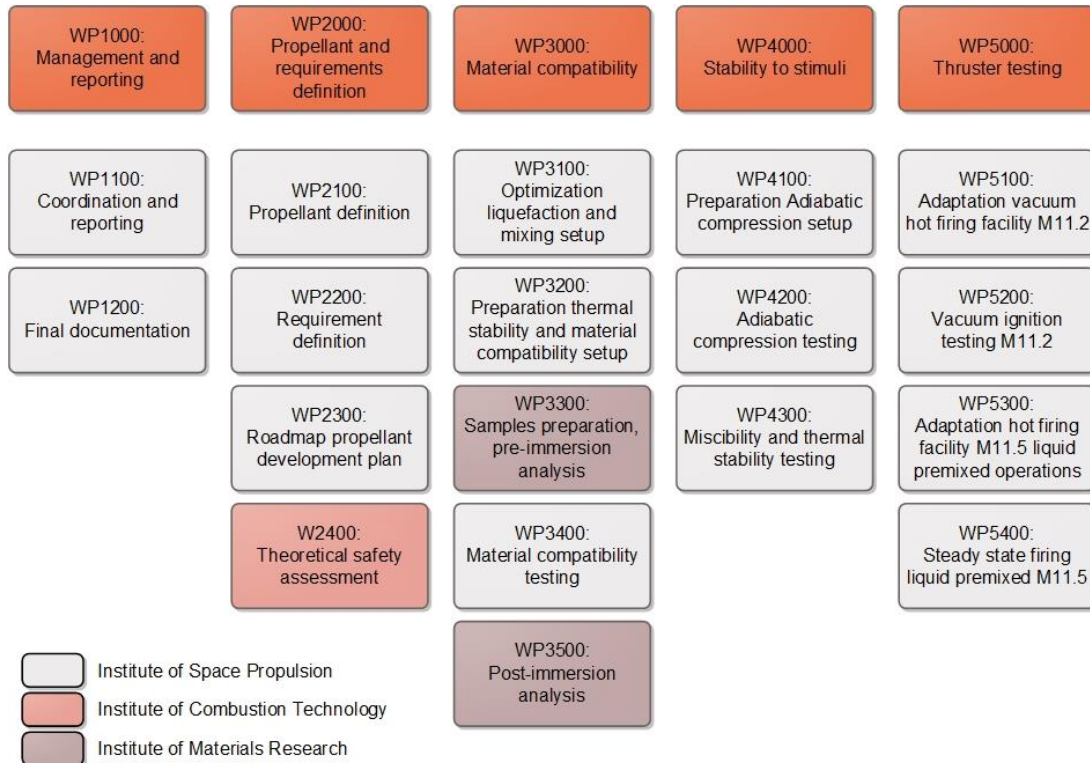 WP1000:
Management and
reporting
WP2000:
Propellant and
requirements
definition
WP3000:
Material compatibility
WP4000:
Stability to stimuli
WP5000:
Thruster testing
WP1100:
Coordination and
reporting
WP2100:
Propellant definition
WP3100:
Optimization
liquefaction and
mixing setup
WP4100:
Preparation Adiabatic
compression setup
WP5100:
Adaptation vacuum
hot firing facility M11.2
WP1200:
Final documentation
WP2200:
Requirement
definition
WP3200:
Preparation thermal
stability and material
compatibility setup
WP4200:
Adiabatic
compression testing
WP5200:
Vacuum ignition
testing M11.2
WP2300:
Roadmap propellant
development plan
WP3300:
Samples preparation,
pre-immersion
analysis
WP4300:
Miscibility and thermal
stability testing
WP5300:
Adaptation hot firing
facility M11.5 liquid
premixed operations
W2400:
Theoretical safety
assessment
WP3400:
Material compatibility
testing
WP5400:
Steady state firing
liquid premixed M11.5
WP3500:
Post-immersion
analysis
Institute of Space Propulsion
Institute of Combustion Technology
Institute of Materials Research